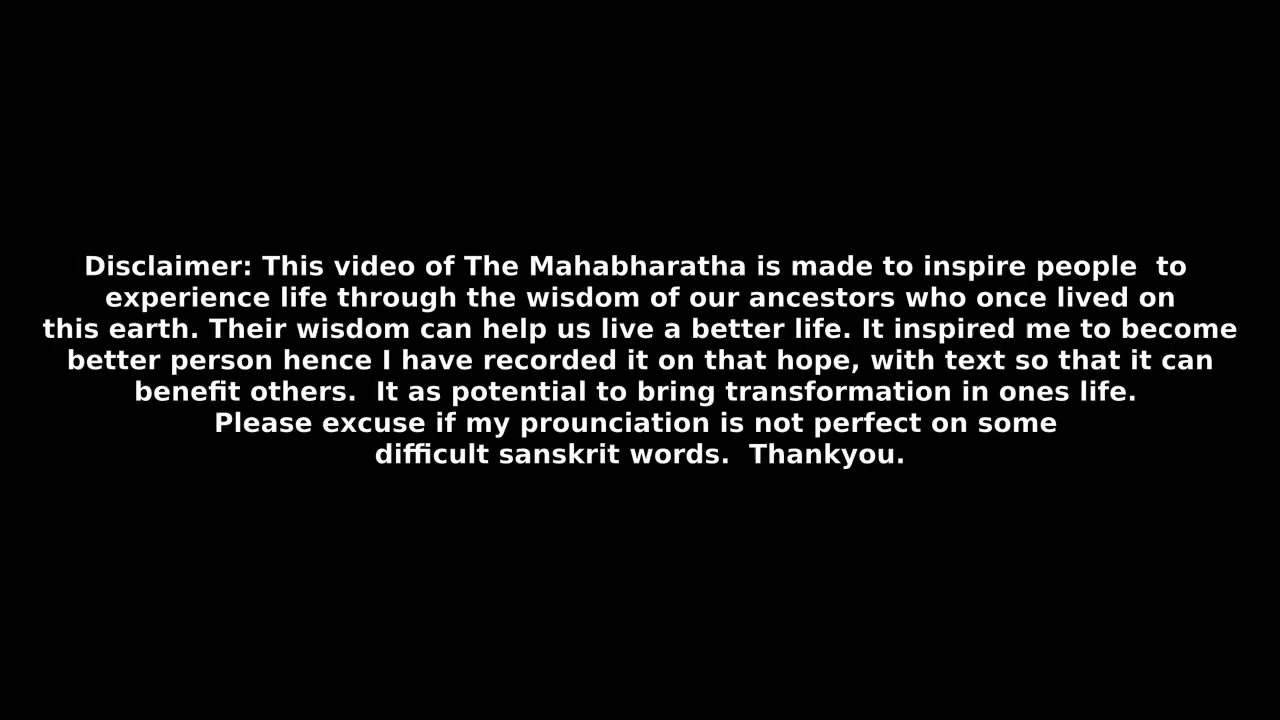 Disclaimer: This video of The Mahabharatha is made to inspire people  to
experience life through the wisdom of our ancestors who once lived on
this earth. Their wisdom can help us live a better life. It inspired me to become
better person hence I have recorded it on that hope, with text so that it can
benefit others.  It as potential to bring transformation in ones life.
Please excuse if my prounciation is not perfect on some
difficult sanskrit words.  Thankyou.